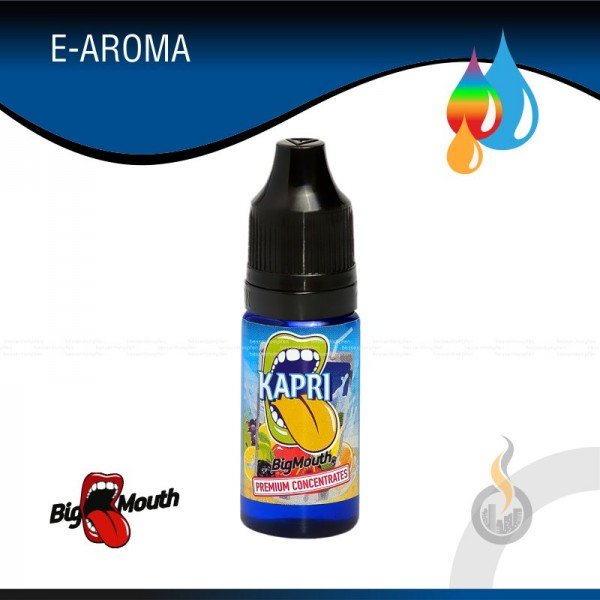 E-AROMA
KAPRI
BigMouth
PREMIUM CONCENTRATES
Big Mouth